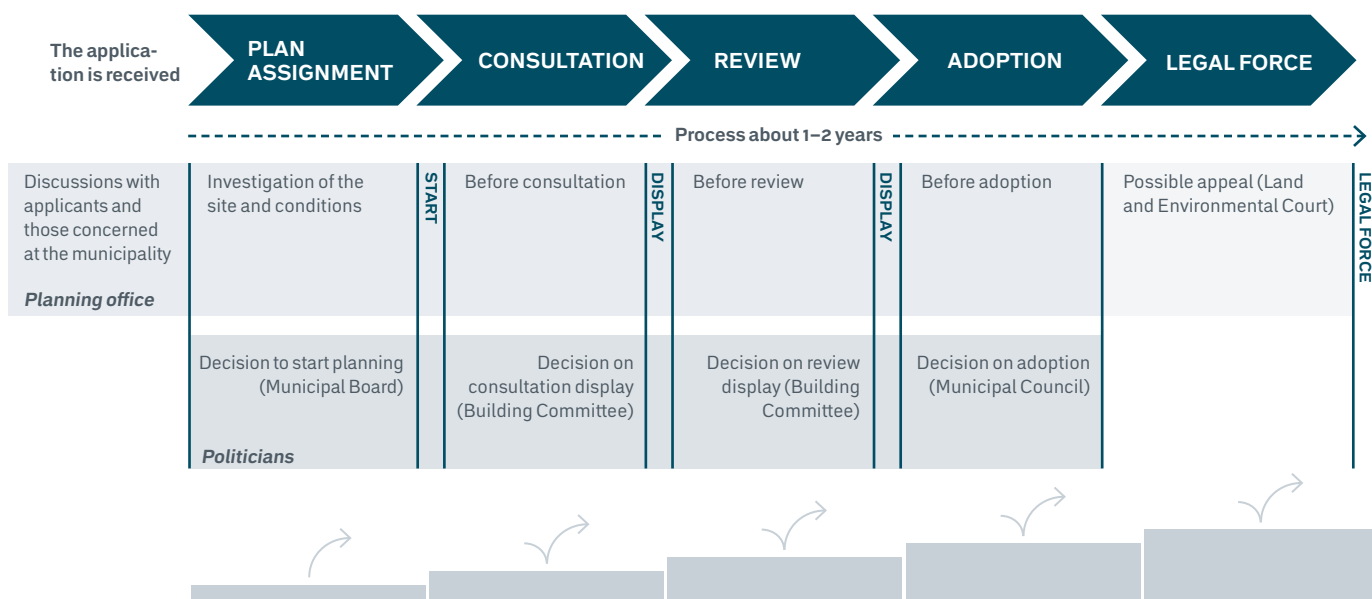 The applica-
tion is received
PLAN
ASSIGNMENT
CONSULTATION
REVIEW
ADOPTION
LEGAL FORCE
Process about 1–2 years
Discussions with
applicants and
those concerned
at the municipality
Planning office
Investigation of the
site and conditions
START
Before consultation
DISPLAY
Before review
DISPLAY
Before adoption
Possible appeal (Land
and Environmental Court)
LEGAL FORCE
Decision to start planning
(Municipal Board)
Politicians
Decision on
consultation display
(Building Committee)
Decision on review
display (Building
Committee)
Decision on adoption
(Municipal Council)